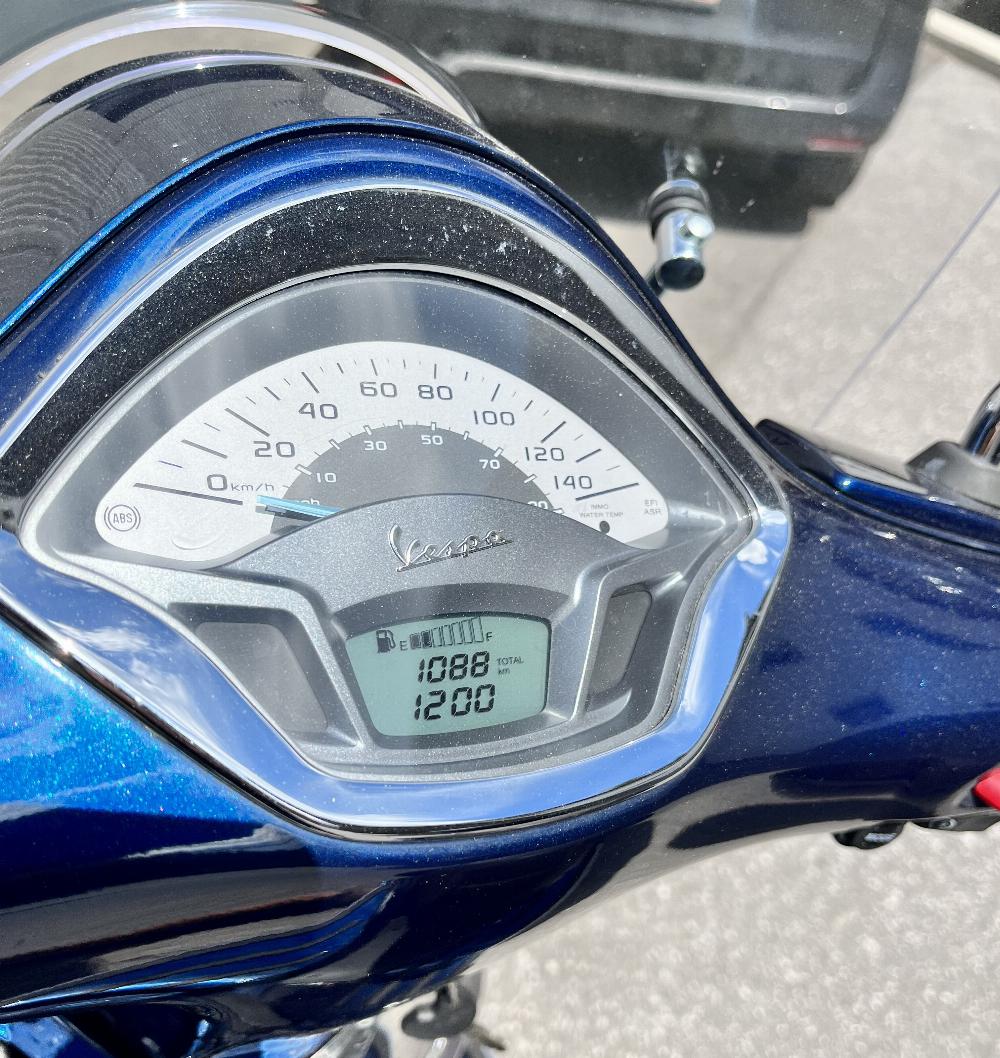 60 80
40 100
20 120
0 km/h 140
30 50
10 70
ABS
IMMO
WATER TEMP
EFI
ASR
Vespa
E F
1088 TOTAL
km
1200